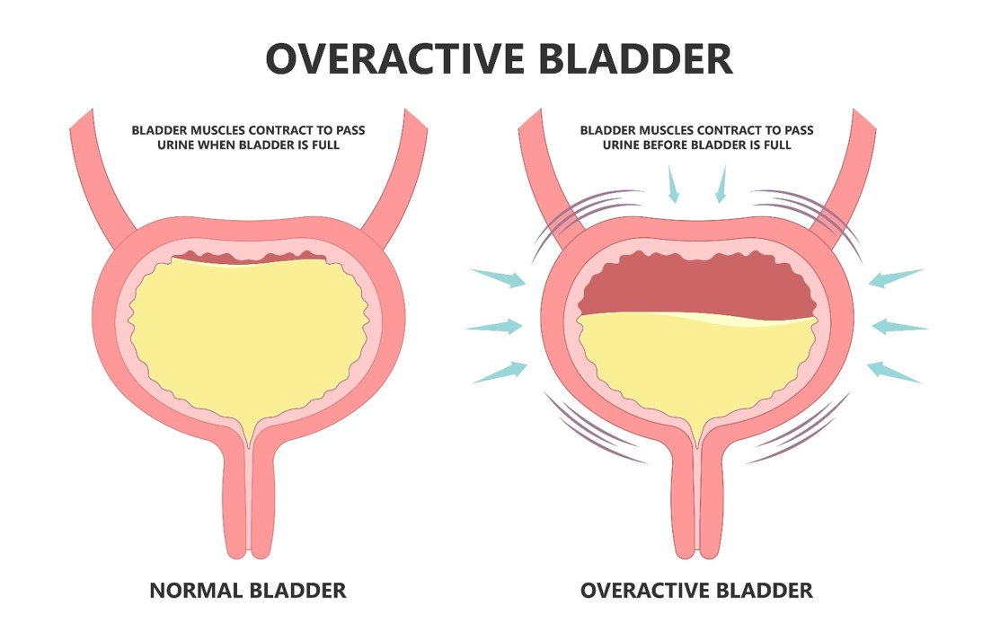 OVERACTIVE BLADDER
BLADDER MUSCLES CONTRACT TO PASS
URINE WHEN BLADDER IS FULL
BLADDER MUSCLES CONTRACT TO PASS
URINE BEFORE BLADDER IS FULL
NORMAL BLADDER
OVERACTIVE BLADDER